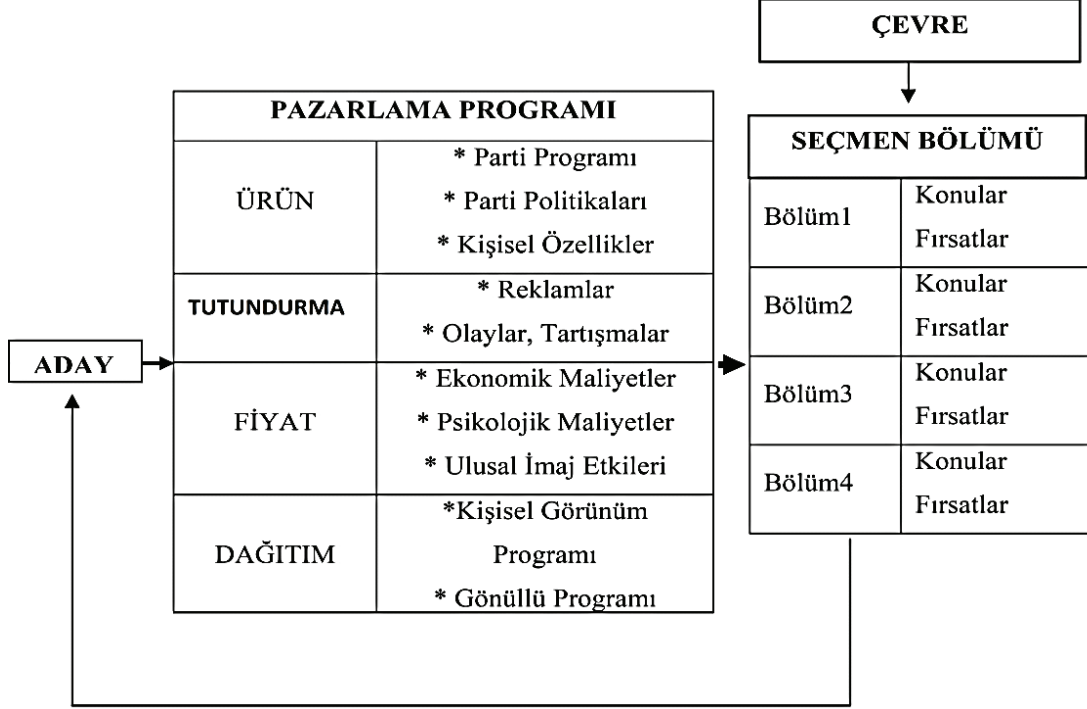 ÇEVRE
PAZARLAMA PROGRAMI
ÜRÜN
* Parti Programı
* Parti Politikaları
* Kişisel Özellikler
TUTUNDURMA
* Reklamlar
* Olaylar, Tartışmalar
FİYAT
* Ekonomik Maliyetler
* Psikolojik Maliyetler
* Ulusal İmaj Etkileri
DAĞITIM
*Kişisel Görünüm
Programı
* Gönüllü Programı
ADAY
SEÇMEN BÖLÜMÜ
Bölüm1
Konular
Fırsatlar
Bölüm2
Konular
Fırsatlar
Bölüm3
Konular
Fırsatlar
Bölüm4
Konular
Fırsatlar